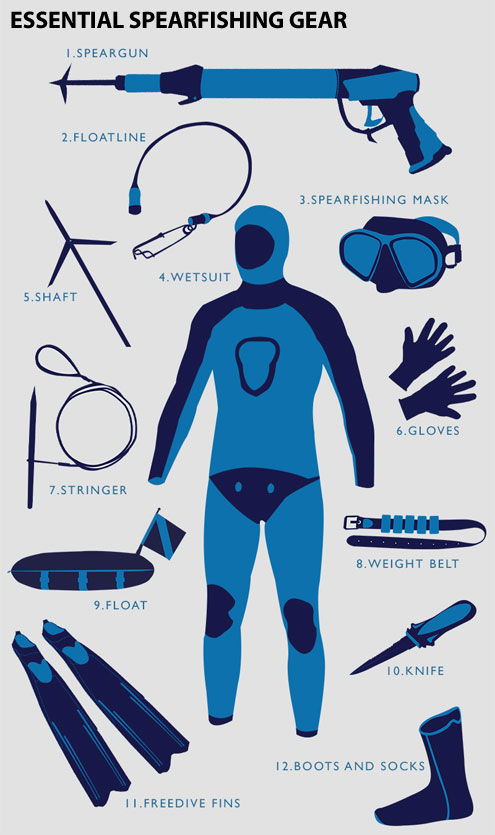 ESSENTIAL SPEARFISHING GEAR
1.SPEARGUN
2.FLOATLINE
3.SPEARFISHING MASK
4.WETSUIT
5.SHAFT
6.GLOVES
7.STRINGER
8.WEIGHT BELT
9.FLOAT
10.KNIFE
11.FREEDIVE FINS
12.BOOTS AND SOCKS